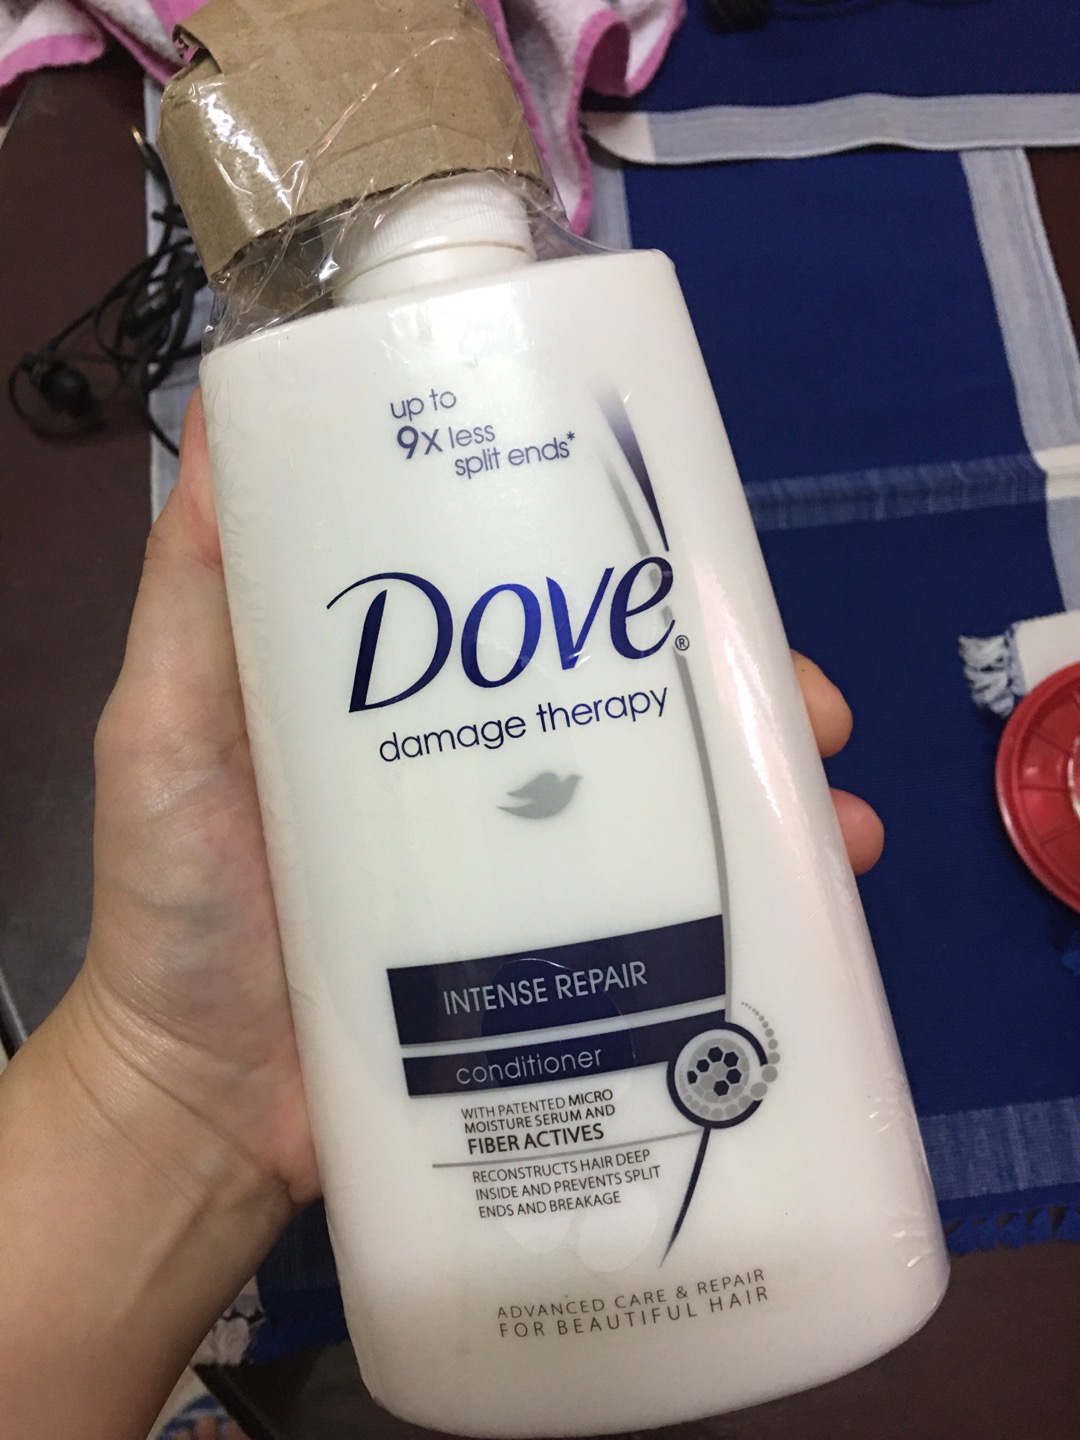 up to
9x less
split ends*
Dove®
damage therapy
INTENSE REPAIR
conditioner
WITH PATENTED MICRO
MOISTURE SERUM AND
FIBER ACTIVES
RECONSTRUCTS HAIR DEEP
INSIDE AND PREVENTS SPLIT
ENDS AND BREAKAGE
ADVANCED CARE & REPAIR
FOR BEAUTIFUL HAIR